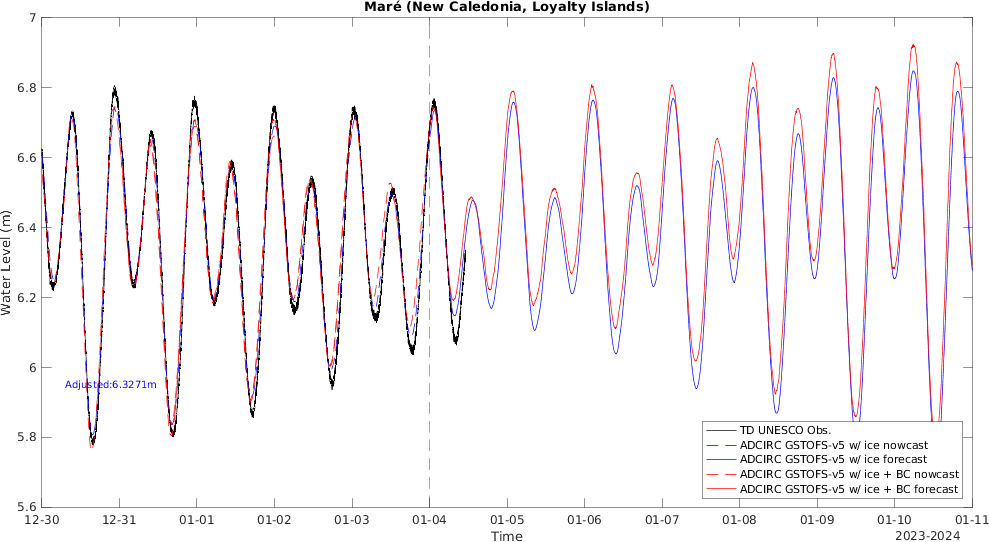 Maré (New Caledonia, Loyalty Islands)
7
6.8
6.6
6.4
6.2
6
5.8
5.6
Water Level (m)
Adjusted:6.3271m
TD UNESCO Obs.
ADCIRC GSTOFS-v5 w/ ice nowcast
ADCIRC GSTOFS-v5 w/ ice forecast
ADCIRC GSTOFS-v5 w/ ice + BC nowcast
ADCIRC GSTOFS-v5 w/ ice + BC forecast
12-30 12-31 01-01 01-02 01-03 01-04 01-05 01-06 01-07 01-08 01-09 01-10 01-11
Time
2023-2024